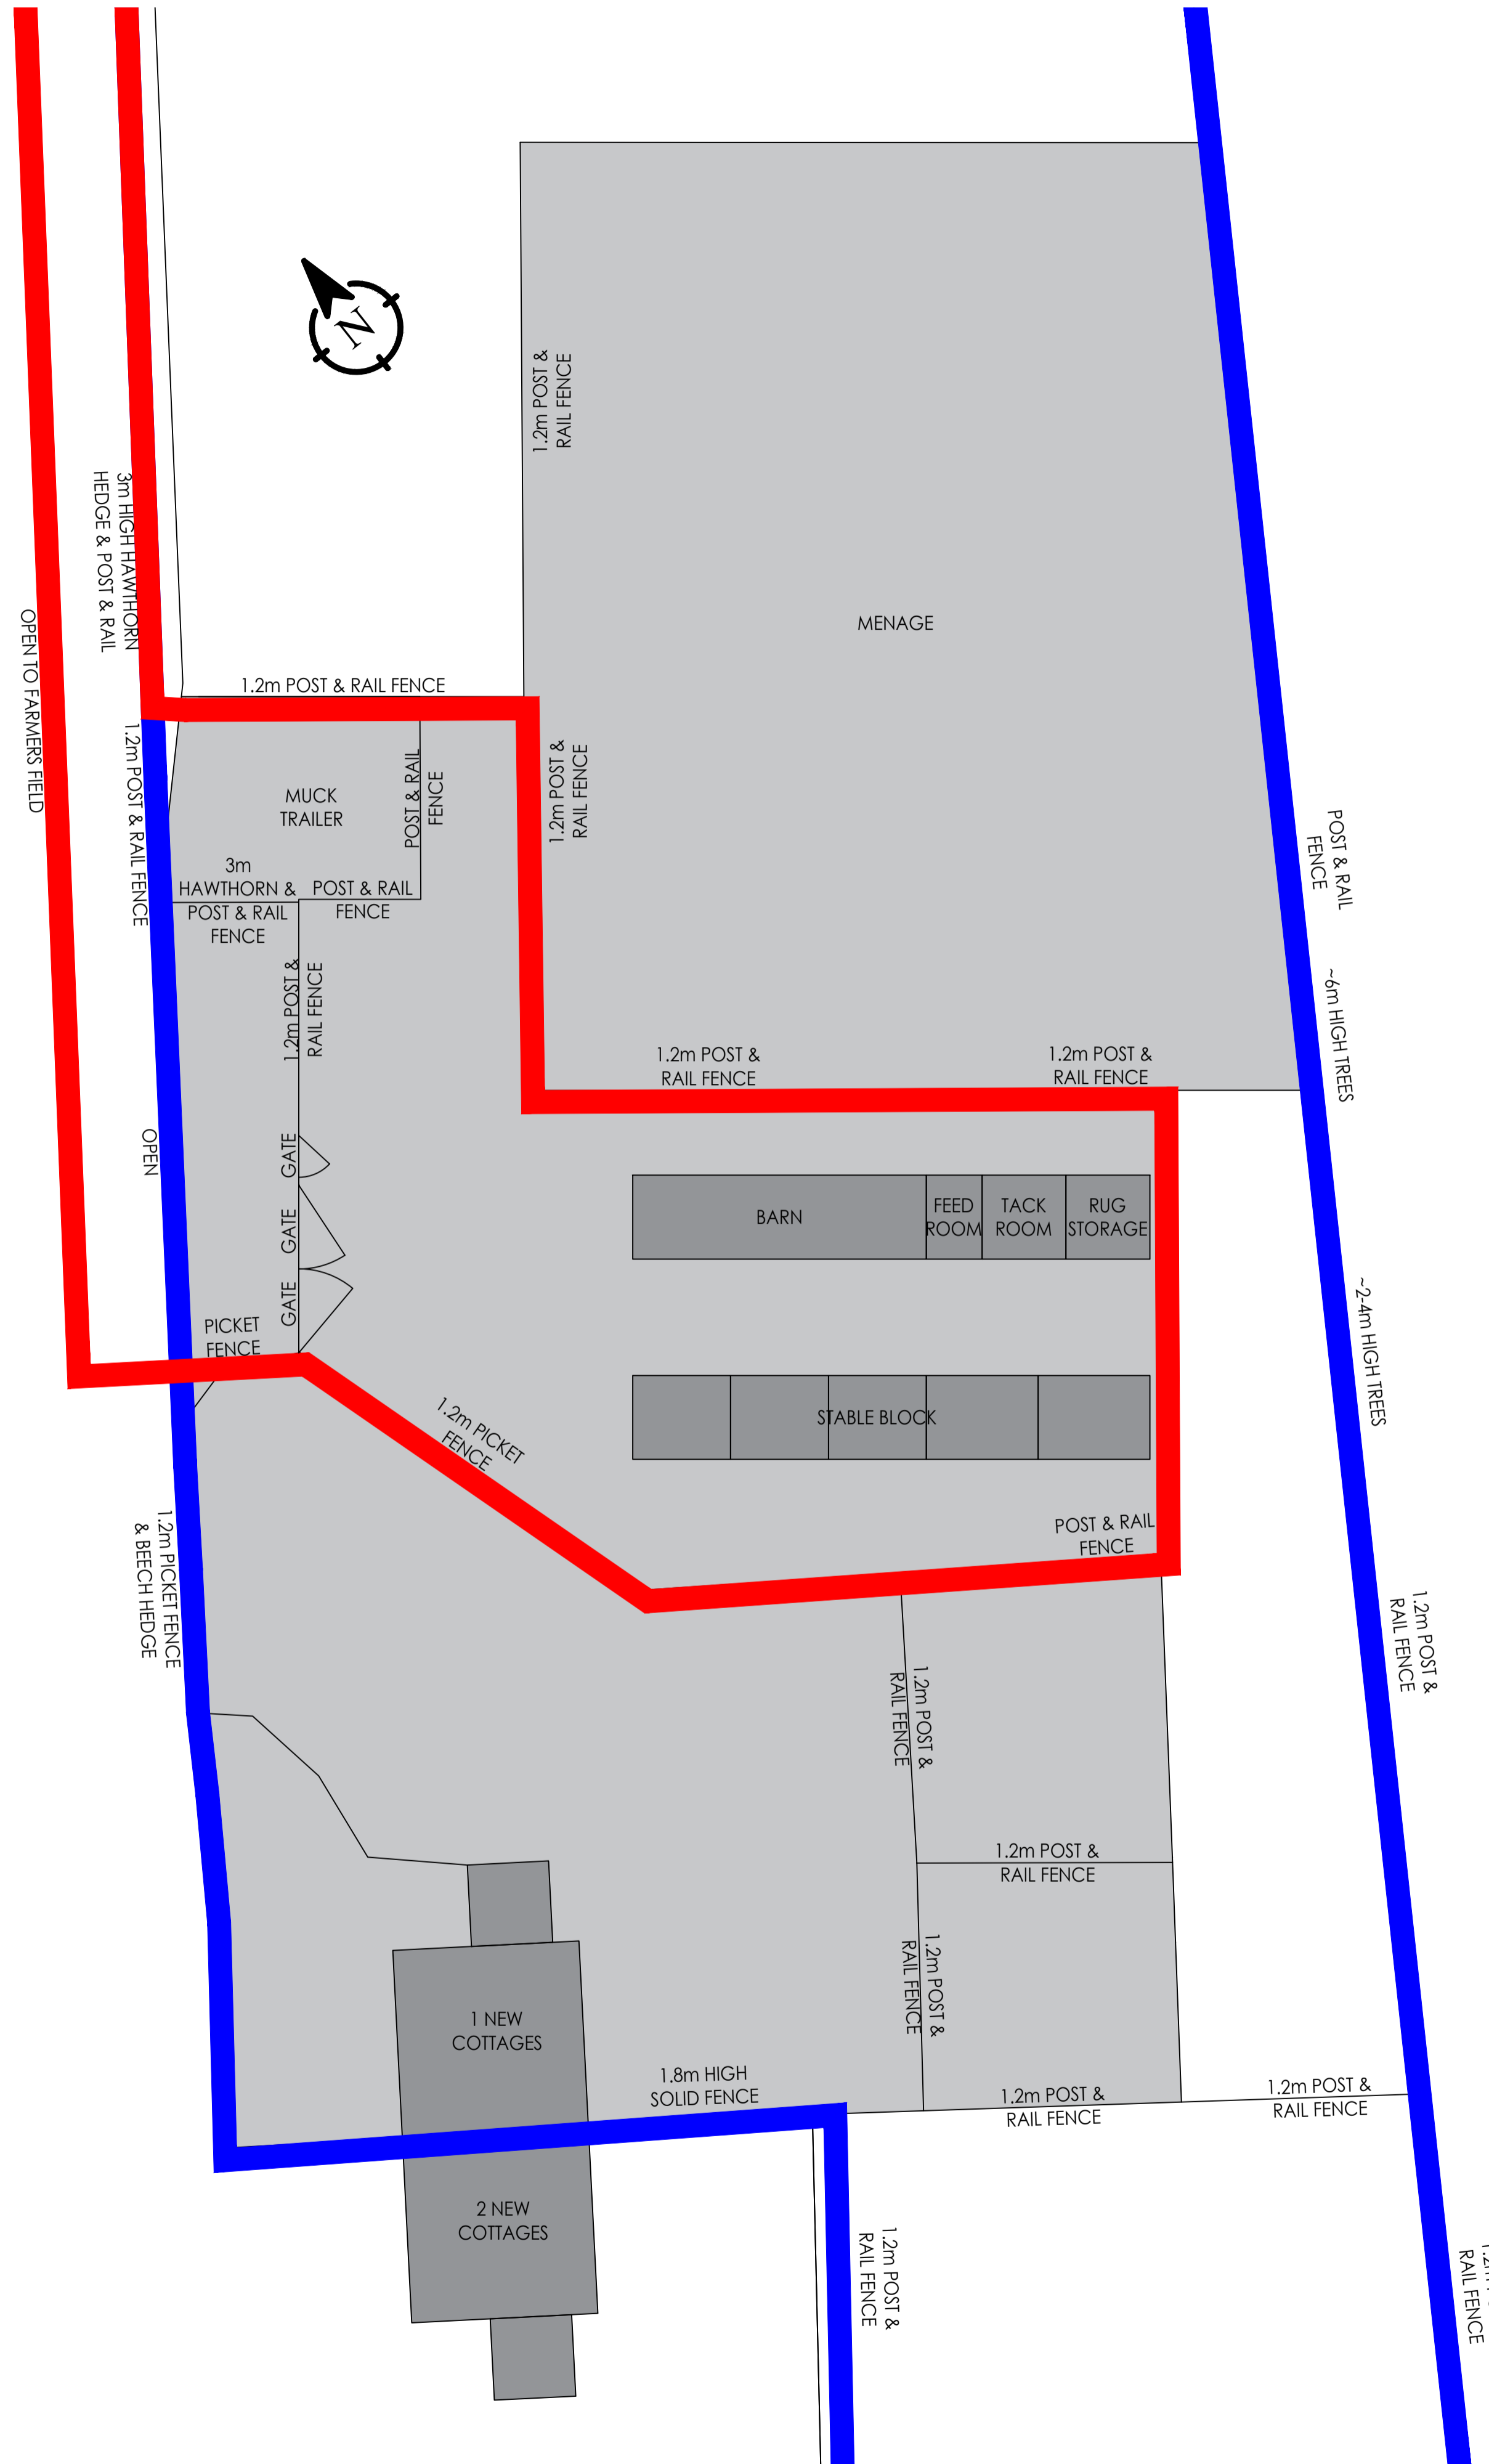 N
1.2m POST &
RAIL FENCE
3m HIGH HAWTHORN
HEDGE & POST & RAIL
OPEN TO FARMERS FIELD
MENAGE
1.2m POST & RAIL FENCE
1.2m POST & RAIL FENCE
MUCK
TRAILER
POST & RAIL
FENCE
1.2m POST &
RAIL FENCE
POST & RAIL
FENCE
3m
HAWTHORN &
POST & RAIL
FENCE
POST & RAIL
FENCE
1.2m POST &
RAIL FENCE
~6m HIGH TREES
1.2m POST &
RAIL FENCE
1.2m POST &
RAIL FENCE
OPEN
GATE
GATE
GATE
BARN
FEED
ROOM
TACK
ROOM
RUG
STORAGE
PICKET
FENCE
~2-4m HIGH TREES
1.2m PICKET
FENCE
STABLE BLOCK
POST & RAIL
FENCE
1.2m PICKET FENCE
& BEECH HEDGE
1.2m POST &
RAIL FENCE
1.2m POST &
RAIL FENCE
1.2m POST &
RAIL FENCE
1.2m POST &
RAIL FENCE
1 NEW
COTTAGES
1.8m HIGH
SOLID FENCE
1.2m POST &
RAIL FENCE
1.2m POST &
RAIL FENCE
2 NEW
COTTAGES
1.2m POST &
RAIL FENCE
RAIL FENCE